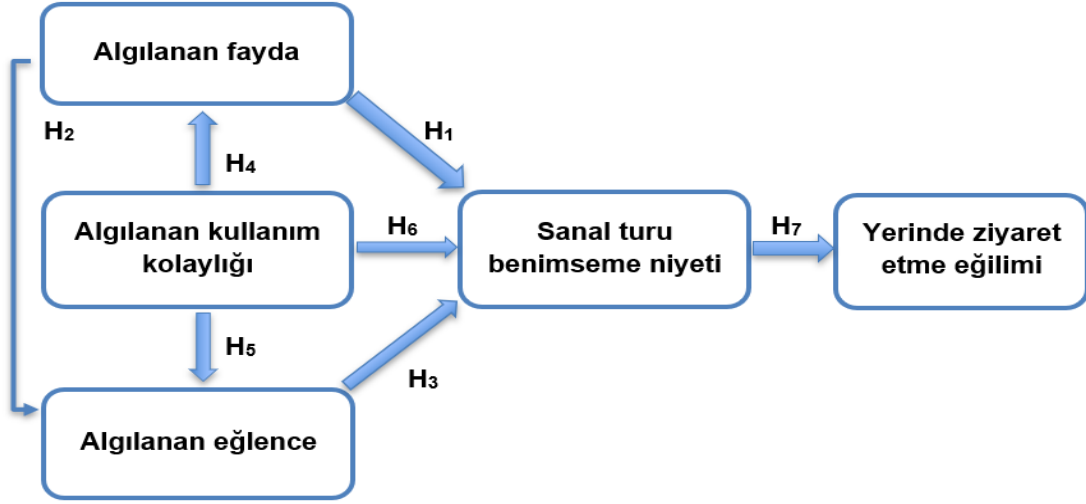 Algılanan fayda
H2
H1
H4
Algılanan kullanım
kolaylığı
H6
Sanal turu
benimseme niyeti
H7
Yerinde ziyaret
etme eğilimi
H5
H3
Algılanan eğlence